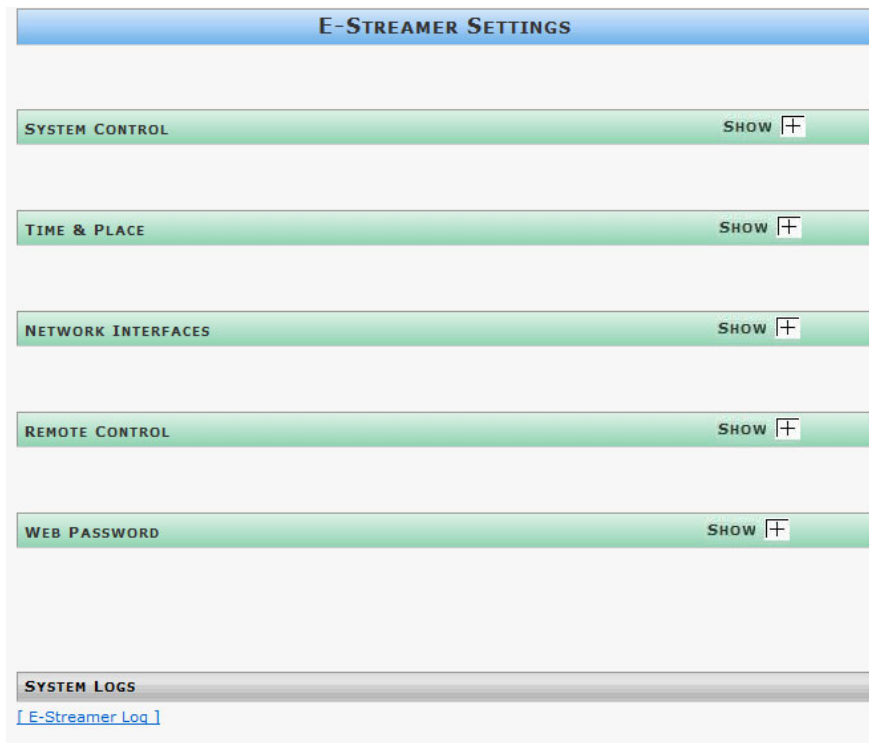 E-Streamer Settings
System Control Show
Time & Place Show
Network Interfaces Show
Remote Control Show
Web Password Show
System Logs
[ E-Streamer Log ]